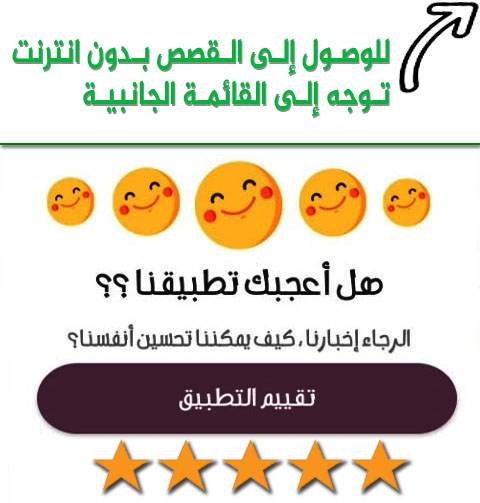 للوصول إلى القصص بدون انترنت
توجه إلى القائمة الجانبية
هل أعجبك تطبيقنا ؟؟
الرجاء إخبارنا، كيف يمكننا تحسين أنفسنا؟
تقييم التطبيق